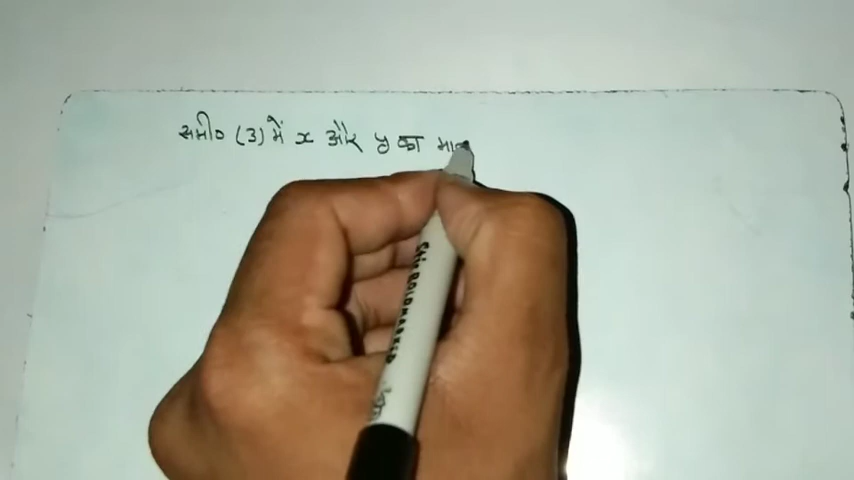 समी० (3) में x और y का मान